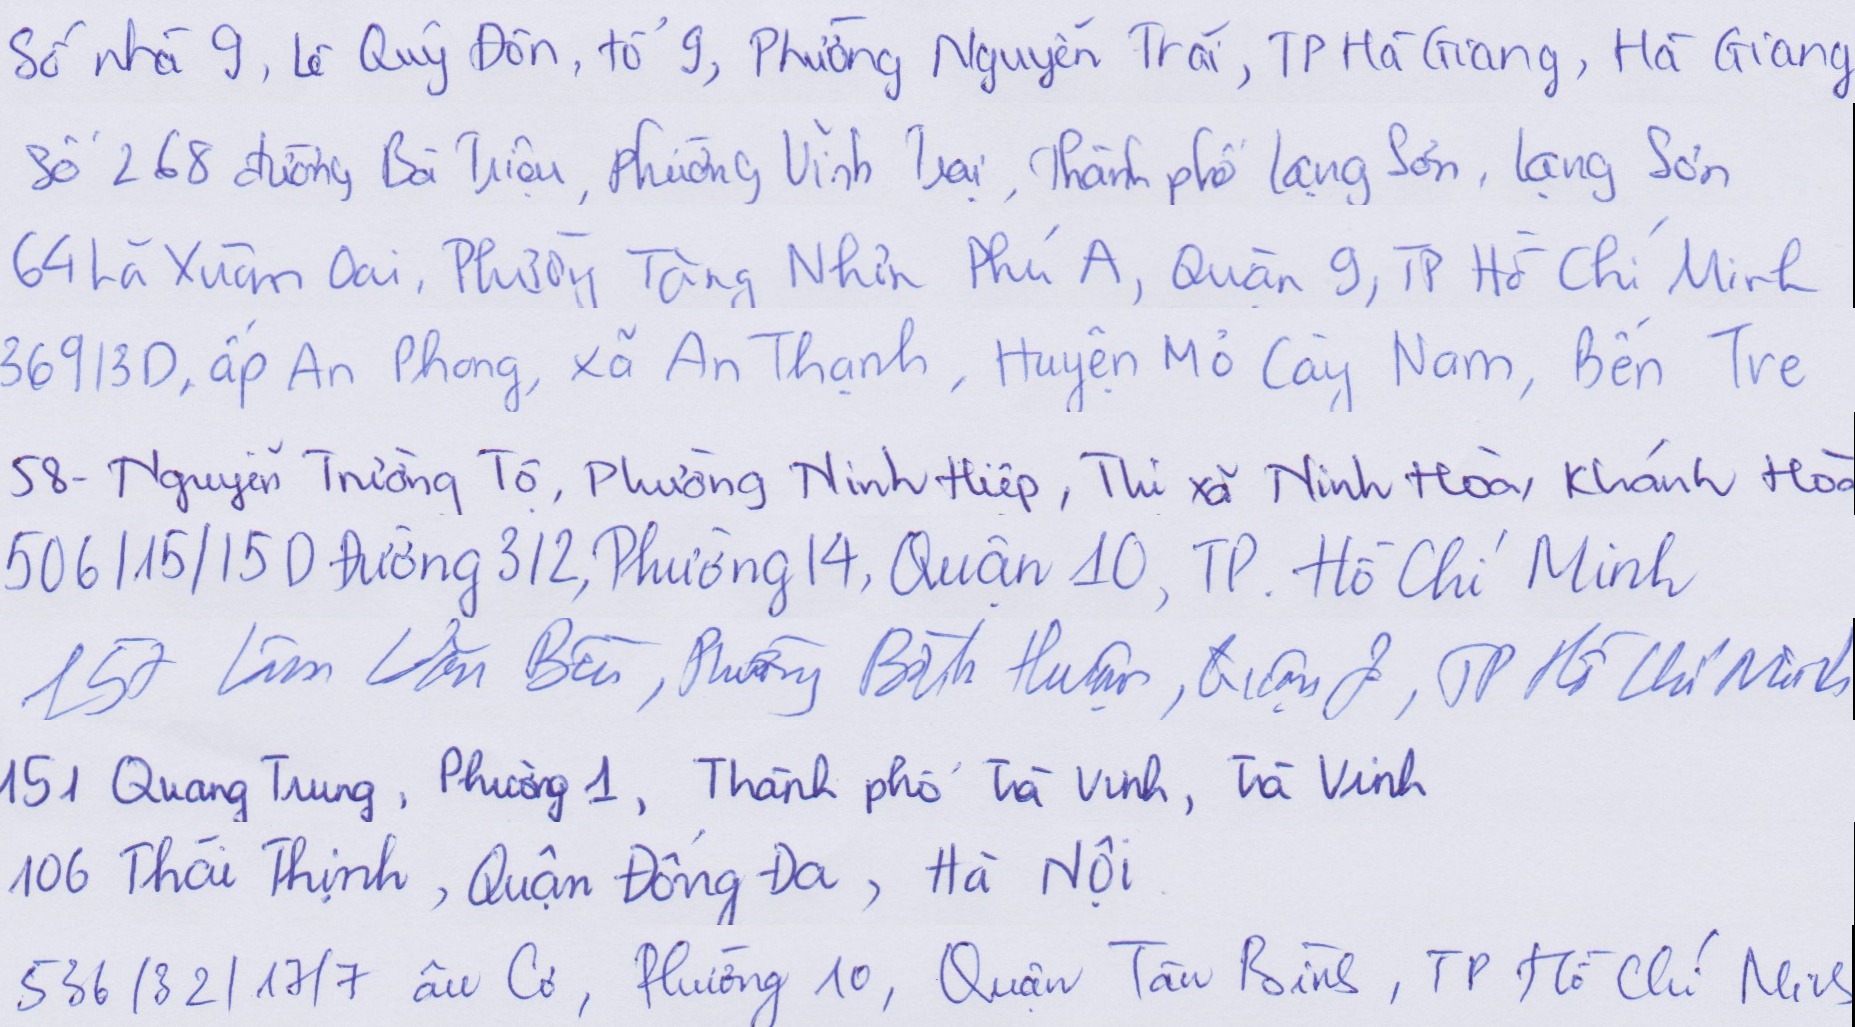 Số nhà 9, Lê Quý Đôn, tổ 9, Phường Nguyễn Trãi, TP Hà Giang, Hà Giang
Số 268 đường Bà Triệu, Phường Vĩnh Trại, Thành phố Lạng Sơn, Lạng Sơn
64 Lã Xuân Oai, Phường Tăng Nhơn Phú A, Quận 9, TP Hồ Chí Minh
369/3D, ấp An Phong, xã An Thạnh, Huyện Mỏ Cày Nam, Bến Tre
58- Nguyễn Trường Tộ, Phường Ninh Hiệp, Thị xã Ninh Hoà, Khánh Hoà
506/15/15D Đường 3/2, Phường 14, Quận 10, TP. Hồ Chí Minh
157 Lâm Văn Bền, Phường Bình Thuận, Quận 7, TP Hồ Chí Minh
151 Quang Trung, Phường 1, Thành phố Trà Vinh, Trà Vinh
106 Thái Thịnh, Quận Đống Đa, Hà Nội
536/32/17/7 Âu Cơ, Phường 10, Quận Tân Bình, TP Hồ Chí Minh